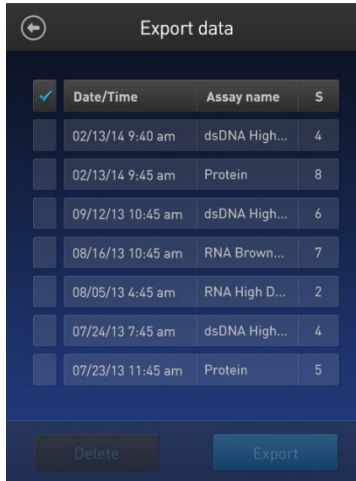 Export data
Date/Time Assay name S
02/13/14 9:40 am dsDNA High... 4
02/13/14 9:45 am Protein 8
09/12/13 10:45 am dsDNA High... 6
08/16/13 10:45 am RNA Brown... 7
08/05/13 4:45 am RNA High D... 2
07/24/13 7:45 am dsDNA High... 4
07/23/13 11:45 am Protein 5
Delete Export